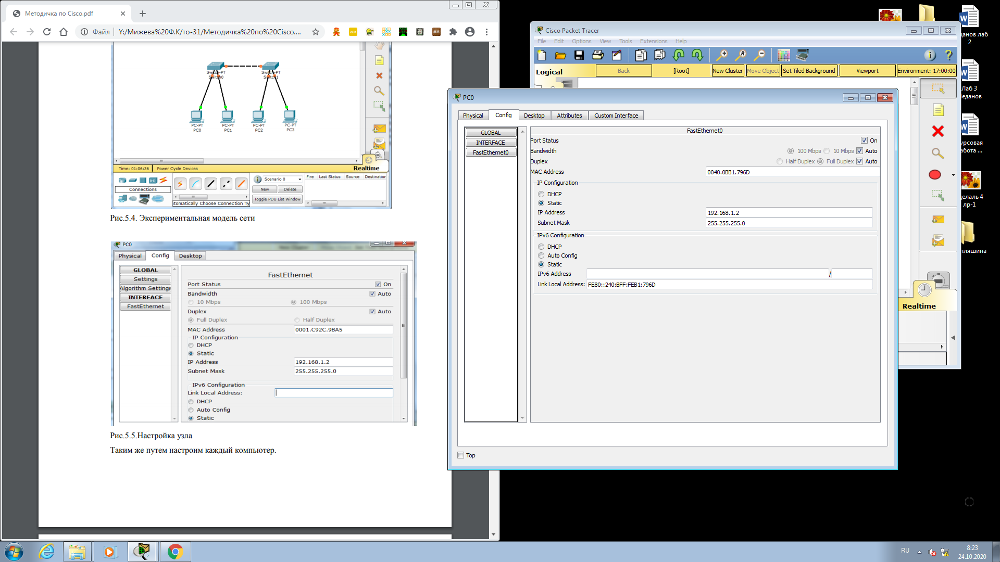 Методичка по Cisco.pdf
Файл
Y:/Мижева%20Ф.К/то-31/Методичка%20по%20Cisco....
Switch-PT
Switch0
Switch-PT
Switch1
PC-PT
PC0
PC-PT
PC1
PC-PT
PC2
PC-PT
PC3
Time: 01:06:36
Power Cycle Devices
Realtime
Connections
tomatically Choose Connection Ty
Scenario 0
New
Delete
Toggle PDU List Window
Fire
Last Status
Source
Destination
Рис.5.4. Экспериментальная модель сети
PC0
Physical
Config
Desktop
GLOBAL
Settings
Algorithm Settings
INTERFACE
FastEthernet
FastEthernet
Port Status
On
Bandwidth
Auto
10 Mbps
100 Mbps
Duplex
Auto
Full Duplex
Half Duplex
MAC Address
0001.C92C.9BA5
IP Configuration
DHCP
Static
IP Address
192.168.1.2
Subnet Mask
255.255.255.0
IPv6 Configuration
Link Local Address:
DHCP
Auto Config
Static
Рис.5.5.Настройка узла
Таким же путем настроим каждый компьютер.
Cisco Packet Tracer
File
Edit
Options
View
Tools
Extensions
Help
Logical
Back
[Root]
New Cluster
Move Object
Set Tiled Background
Viewport
Environment: 17:00:00
Realtime
PC0
Physical
Config
Desktop
Attributes
Custom Interface
GLOBAL
INTERFACE
FastEthernet0
FastEthernet0
Port Status
On
Bandwidth
100 Mbps
10 Mbps
Auto
Duplex
Half Duplex
Full Duplex
Auto
MAC Address
0040.0BB1.796D
IP Configuration
DHCP
Static
IP Address
192.168.1.2
Subnet Mask
255.255.255.0
IPv6 Configuration
DHCP
Auto Config
Static
IPv6 Address
/
Link Local Address:
FE80::240:BFF:FEB1:796D
Top
данов лаб
2
Лаб 3
Леданов
урсовая
абота ...
делаль 4
лр-1
пляшина
RU
8:23
24.10.2020